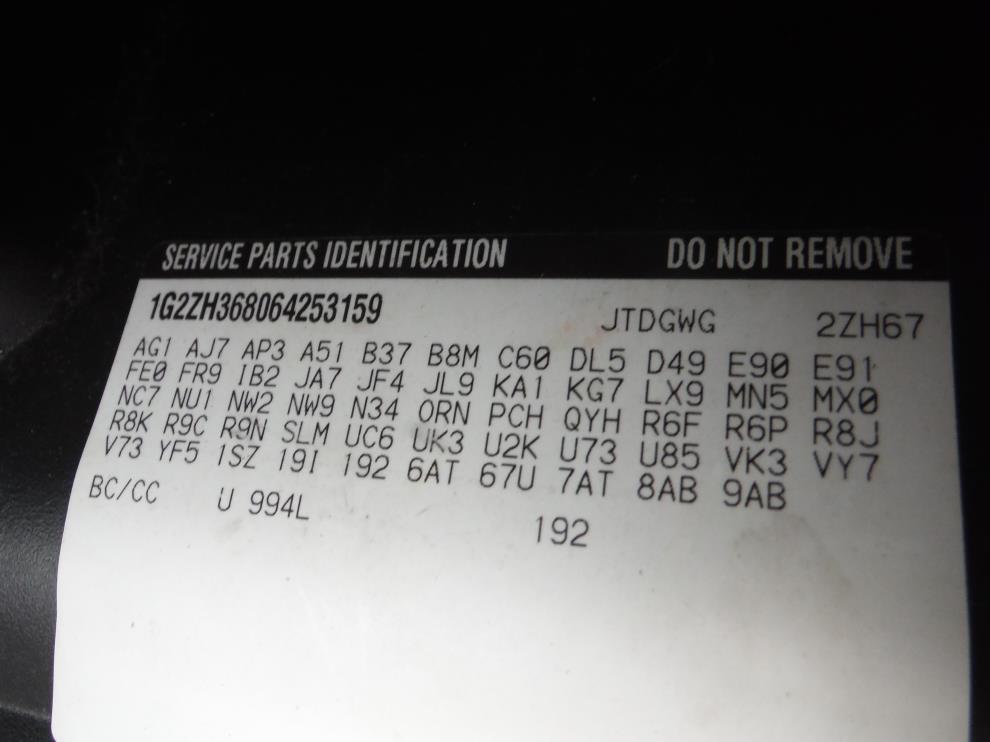 SERVICE PARTS IDENTIFICATION DO NOT REMOVE
1G2ZH368064253159 JTDGWG 2ZH67
AG1 AJ7 AP3 A51 B37 B8M C60 DL5 D49 E90 E91
FE0 FR9 1B2 JA7 JF4 JL9 KA1 KG7 LX9 MN5 MX0
NC7 NU1 NW2 NW9 N34 ORN PCH QYH R6F R6P R8J
R8K R9C R9N SLM UC6 UK3 U2K U73 U85 VK3 VY7
V73 YF5 1SZ 19I 192 6AT 67U 7AT 8AB 9AB
BC/CC U 994L 192